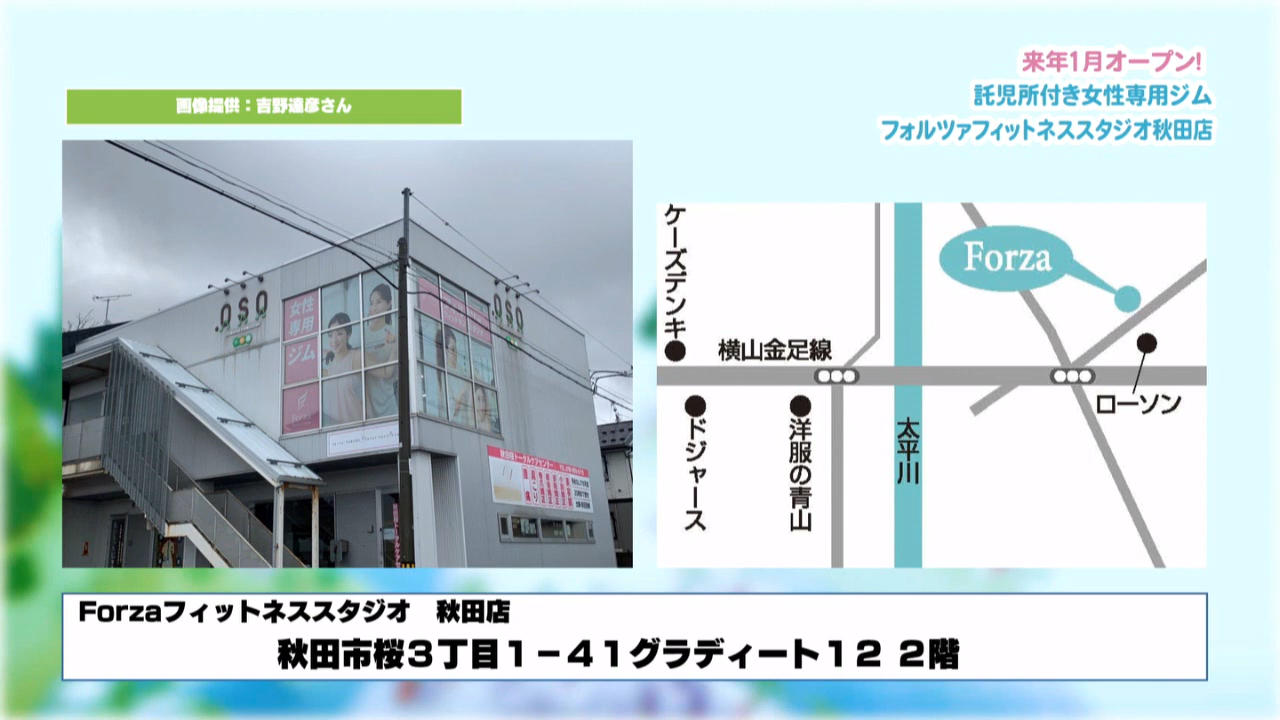 来年1月オープン!
託児所付き女性専用ジム
フォルツァフィットネススタジオ秋田店
画像提供：吉野達彦さん
OSO
OSO
女性
専用
ジム
Forza
ケーズデンキ
横山金足線
ローソン
ドジャース
洋服の青山
太平川
Forzaフィットネススタジオ　秋田店
秋田市桜3丁目1-41グラディート12 2階